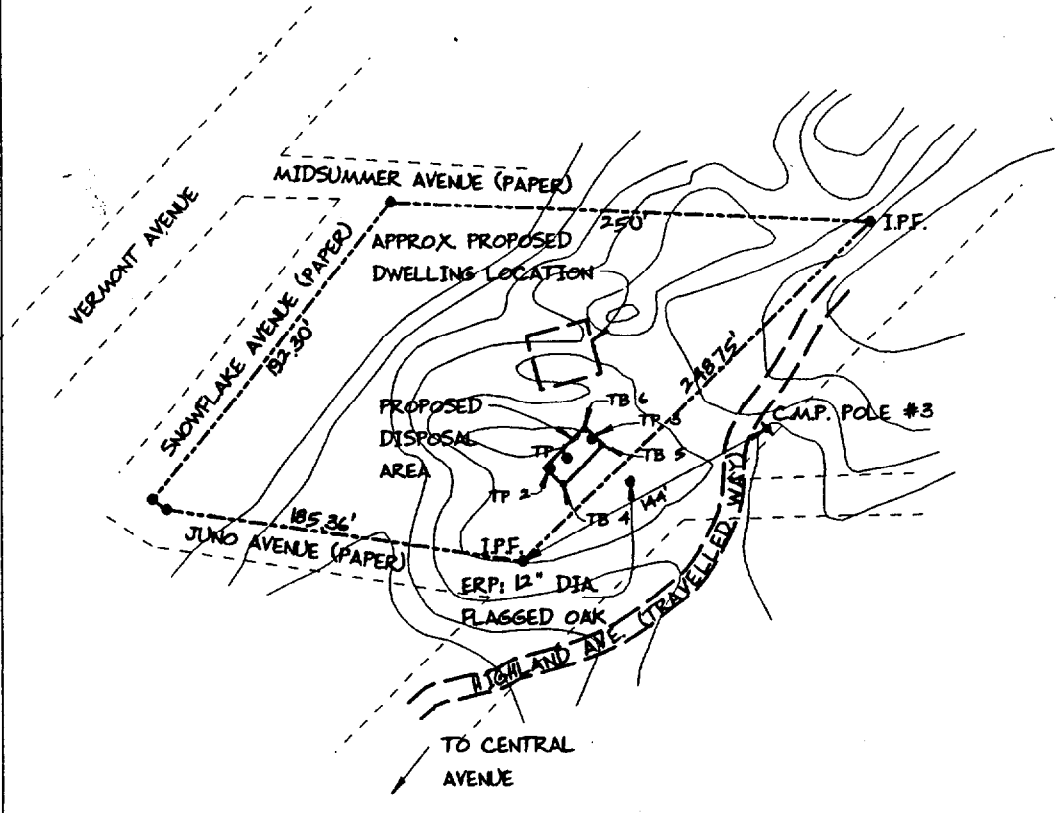 MIDSUMMER AVENUE (PAPER)
250'
I.P.F.
VERMONT AVENUE
SNOWFLAKE AVENUE (PAPER)
192.30'
APPROX. PROPOSED
DWELLING LOCATION
248.75'
C.M.P. POLE #3
PROPOSED
DISPOSAL
AREA
TB 6
TP 3
TP
TB 5
TP 2
TB 4
144'
185.36'
JUNO AVENUE (PAPER)
I.P.F.
ERP: 12" DIA.
FLAGGED OAK
HIGHLAND AVE. (TRAVELLED WAY)
TO CENTRAL
AVENUE